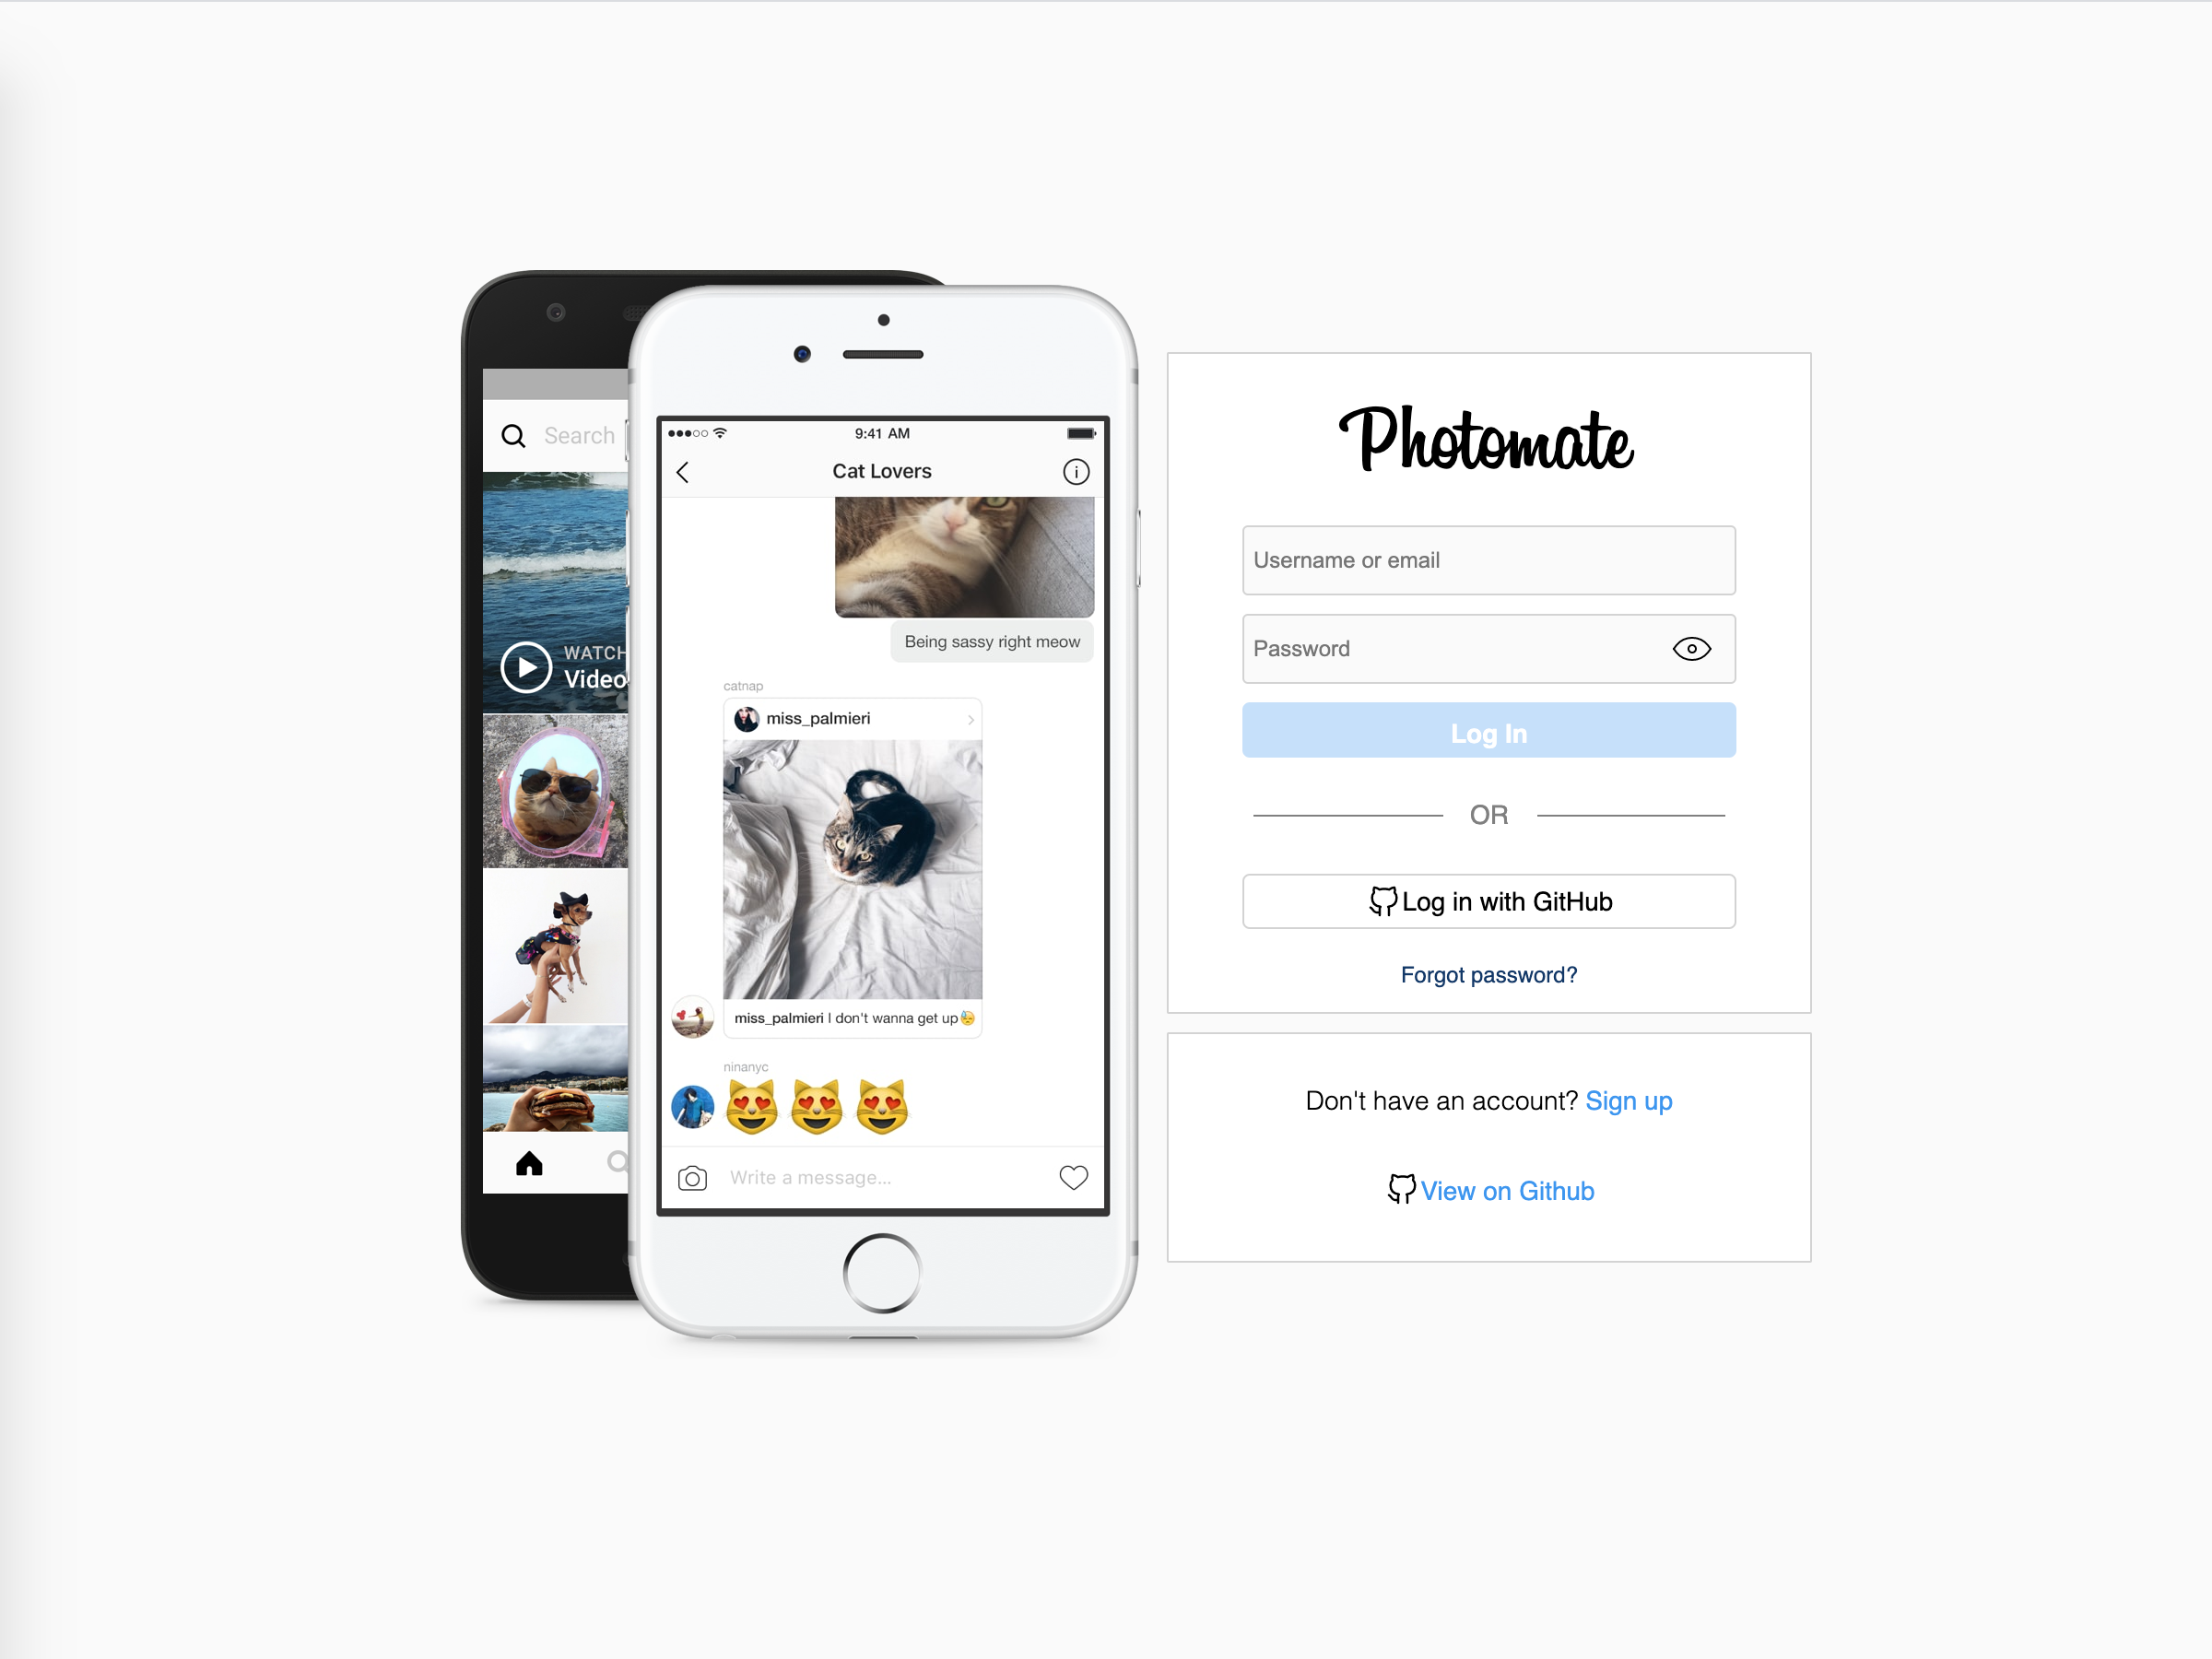 Search
WATCH
Video
9:41 AM
Cat Lovers
Being sassy right meow
catnap
miss_palmieri
miss_palmieri I don't wanna get up😓
ninanyc
😻 😻 😻
Write a message...
Photomate
Username or email
Password
Log In
OR
Log in with GitHub
Forgot password?
Don't have an account? Sign up
View on Github